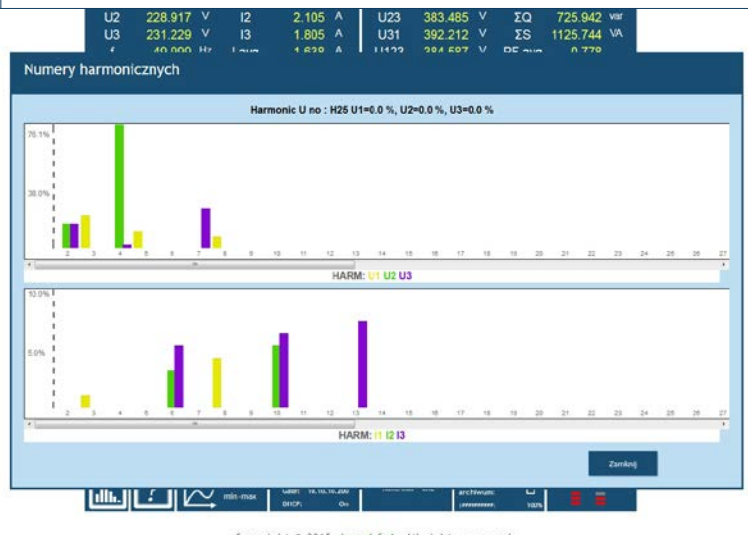 U2 228.917 V I2 2.105 A U23 383.485 V ΣQ 725.942 var
U3 231.229 V I3 1.805 A U31 392.212 V ΣS 1125.744 VA
Numery harmonicznych
Harmonic U no : H25 U1=0.0 %, U2=0.0 %, U3=0.0 %
76.1%
38.0%
2 3 4 5 6 7 8 9 10 11 12 13 14 15 16 17 18 19 20 21 22 23 24 25 26 27
HARM: U1 U2 U3
10.0%
5.0%
2 3 4 5 6 7 8 9 10 11 12 13 14 15 16 17 18 19 20 21 22 23 24 25 26 27
HARM: I1 I2 I3
Zamknij
? min-max archiwum:
DHCP: On 100%